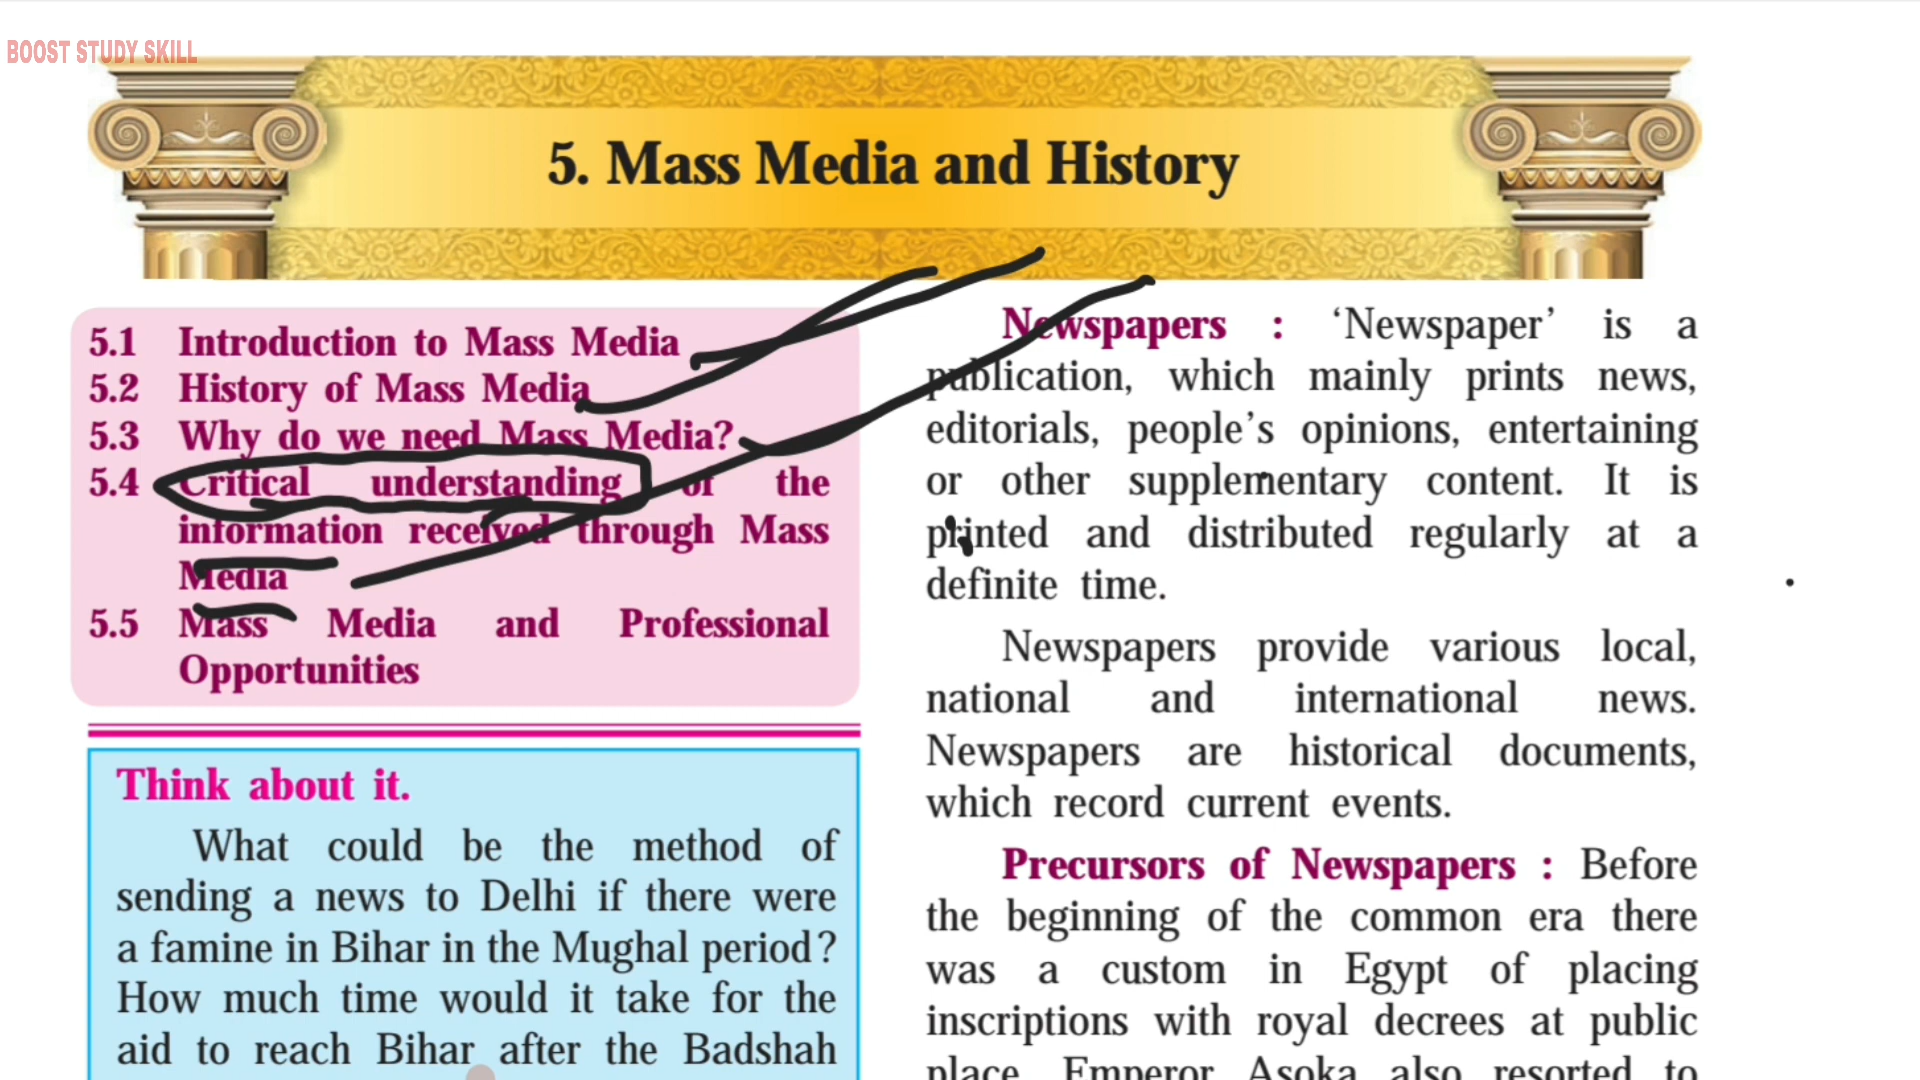 BOOST STUDY SKILL
5. Mass Media and History
5.1 Introduction to Mass Media
5.2 History of Mass Media
5.3 Why do we need Mass Media?
5.4 Critical understanding of the
information received through Mass
Media
5.5 Mass Media and Professional
Opportunities
Think about it.
What could be the method of
sending a news to Delhi if there were
a famine in Bihar in the Mughal period?
How much time would it take for the
aid to reach Bihar after the Badshah
Newspapers : ‘Newspaper’ is a
publication, which mainly prints news,
editorials, people’s opinions, entertaining
or other supplementary content. It is
printed and distributed regularly at a
definite time.
Newspapers provide various local,
national and international news.
Newspapers are historical documents,
which record current events.
Precursors of Newspapers : Before
the beginning of the common era there
was a custom in Egypt of placing
inscriptions with royal decrees at public
place. Emperor Asoka also resorted to